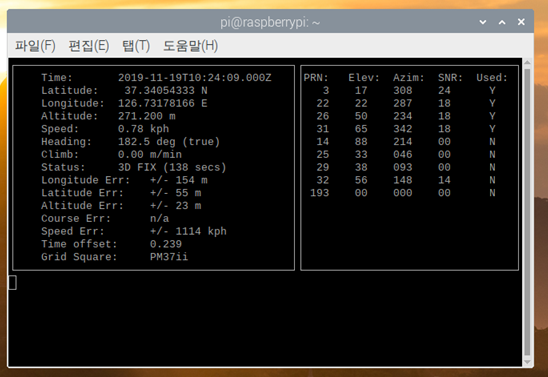 pi@raspberrypi: ~
파일(F) 편집(E) 탭(T) 도움말(H)
Time: 2019-11-19T10:24:09.000Z
Latitude: 37.34054333 N
Longitude: 126.73178166 E
Altitude: 271.200 m
Speed: 0.78 kph
Heading: 182.5 deg (true)
Climb: 0.00 m/min
Status: 3D FIX (138 secs)
Longitude Err: +/- 154 m
Latitude Err: +/- 55 m
Altitude Err: +/- 23 m
Course Err: n/a
Speed Err: +/- 1114 kph
Time offset: 0.239
Grid Square: PM37ii
PRN: Elev: Azim: SNR: Used:
3 17 308 24 Y
22 22 287 18 Y
26 50 234 18 Y
31 65 342 18 Y
14 88 214 00 N
25 33 046 00 N
29 38 093 00 N
32 56 148 14 N
193 00 000 00 N